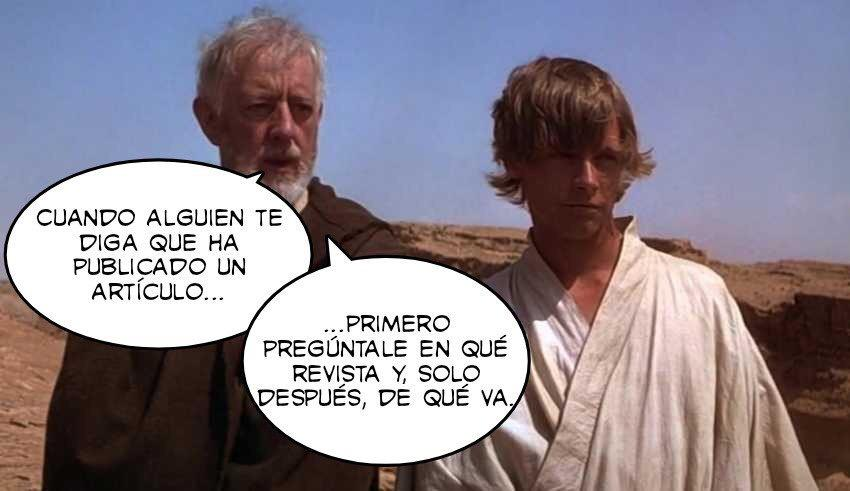 CUANDO ALGUIEN TE
DIGA QUE HA
PUBLICADO UN
ARTÍCULO...
...PRIMERO
PREGÚNTALE EN QUÉ
REVISTA Y, SOLO
DESPUÉS, DE QUÉ VA.